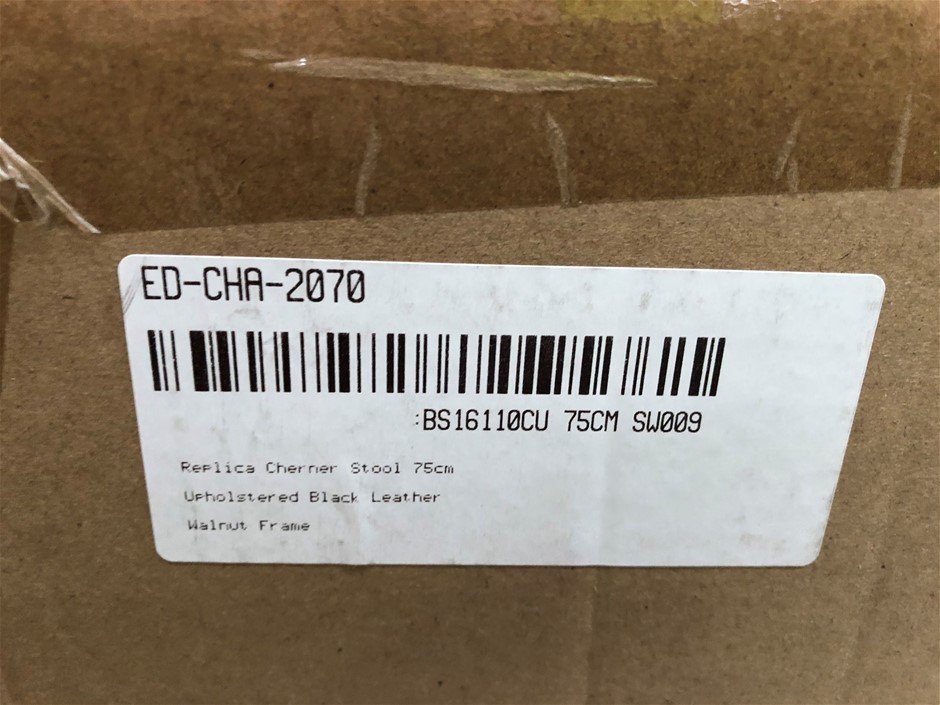 ED-CHA-2070
:BS16110CU 75CM SW009
Replica Cherner Stool 75cm
Upholstered Black Leather
Walnut Frame